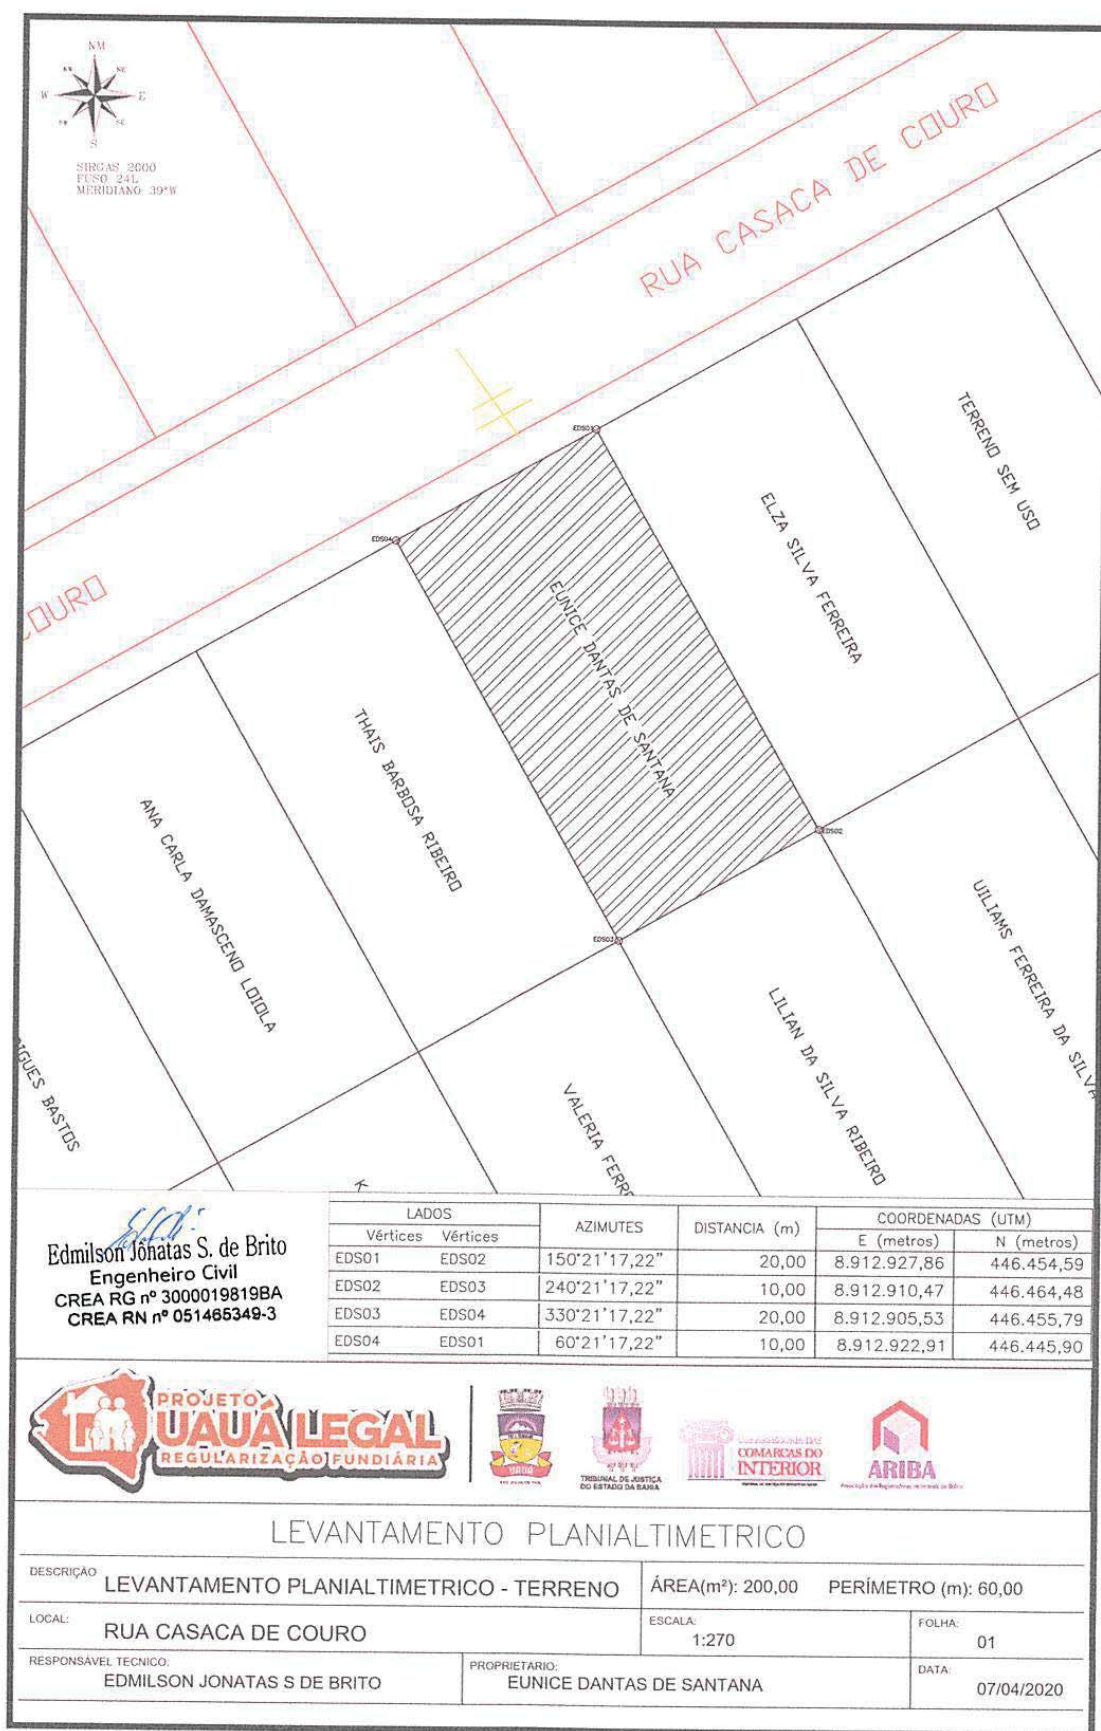 NM
NE
W
E
SW
SE
S
SIRGAS 2000
FUSO 24L
MERIDIANO 39°W
RUA CASACA DE COURO
COURO
EDS01
EDS04
EDS02
EDS03
TERRENO SEM USO
ELZA SILVA FERREIRA
EUNICE DANTAS DE SANTANA
THAIS BARBOSA RIBEIRO
ANA CARLA DAMASCENO LOIOLA
IGUES BASTOS
UILIAMS FERREIRA DA SILVA
LILIAN DA SILVA RIBEIRO
VALERIA FERR
K
Edmilson Jônatas S. de Brito
Engenheiro Civil
CREA RG nº 3000019819BA
CREA RN nº 051465349-3
LADOS AZIMUTES DISTANCIA (m) COORDENADAS (UTM)
Vértices Vértices E (metros) N (metros)
EDS01 EDS02 150°21'17,22" 20,00 8.912.927,86 446.454,59
EDS02 EDS03 240°21'17,22" 10,00 8.912.910,47 446.464,48
EDS03 EDS04 330°21'17,22" 20,00 8.912.905,53 446.455,79
EDS04 EDS01 60°21'17,22" 10,00 8.912.922,91 446.445,90
PROJETO
UAUÁ LEGAL
REGULARIZAÇÃO FUNDIÁRIA
UAUÁ
TRIBUNAL DE JUSTIÇA
DO ESTADO DA BAHIA
COMARCAS DO
INTERIOR
ARIBA
LEVANTAMENTO PLANIALTIMETRICO
DESCRIÇÃO LEVANTAMENTO PLANIALTIMETRICO - TERRENO ÁREA(m²): 200,00 PERÍMETRO (m): 60,00
LOCAL: RUA CASACA DE COURO ESCALA: 1:270 FOLHA: 01
RESPONSÁVEL TECNICO: EDMILSON JONATAS S DE BRITO PROPRIETARIO: EUNICE DANTAS DE SANTANA DATA: 07/04/2020